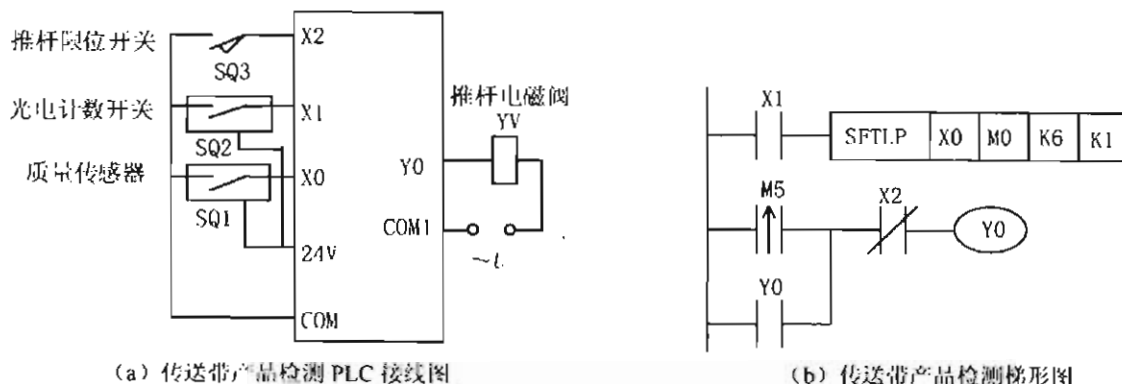 推杆限位开关
SQ3
X2
光电计数开关
SQ2
X1
质量传感器
SQ1
X0
24V
COM
推杆电磁阀
YV
Y0
COM1
(a) 传送带产品检测 PLC 接线图
X1
SFTLP X0 M0 K6 K1
M5
X2
Y0
Y0
(b) 传送带产品检测梯形图